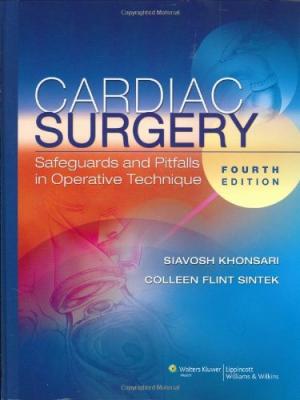 CARDIAC
SURGERY
Safeguards and Pitfalls
in Operative Technique
FOURTH
EDITION
SIAVOSH KHONSARI
COLLEEN FLINT SINTEK
Wolters Kluwer
Lippincott
Williams & Wilkins